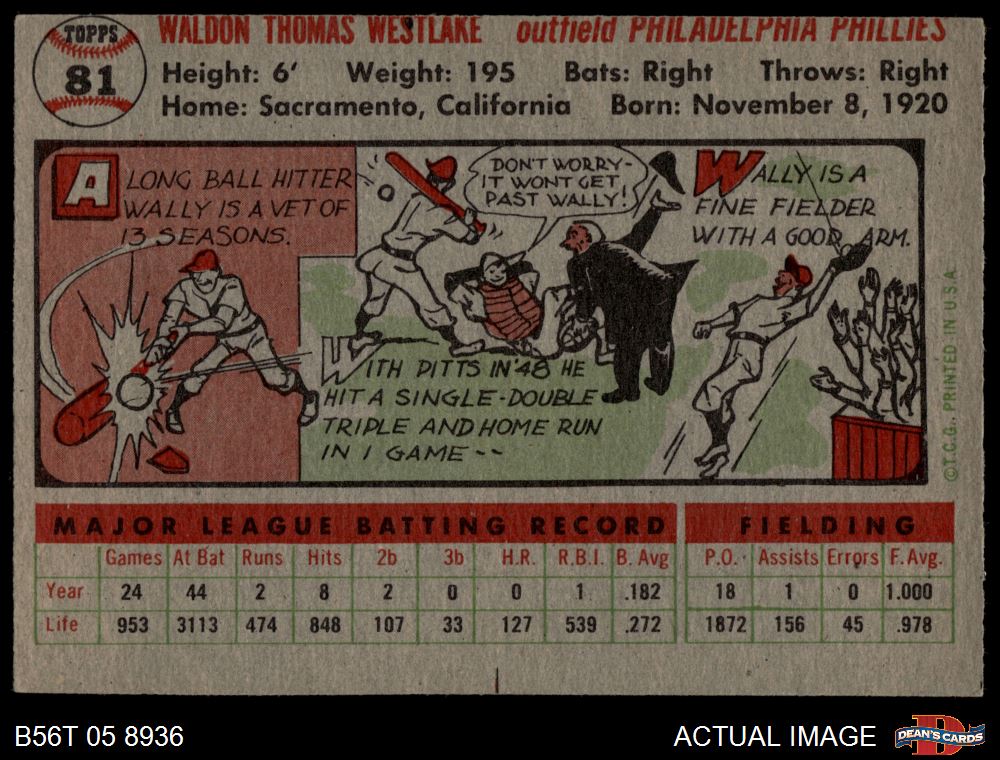 TOPPS
81
WALDON THOMAS WESTLAKE outfield PHILADELPHIA PHILLIES
Height: 6' Weight: 195 Bats: Right Throws: Right
Home: Sacramento, California Born: November 8, 1920
A LONG BALL HITTER
WALLY IS A VET OF
13 SEASONS.
DON'T WORRY-
IT WONT GET
PAST WALLY!
WITH PITTS IN '48 HE
HIT A SINGLE-DOUBLE
TRIPLE AND HOME RUN
IN 1 GAME--
WALLY IS A
FINE FIELDER
WITH A GOOD ARM.
©T.C.G. PRINTED IN U.S.A.
MAJOR LEAGUE BATTING RECORD FIELDING
Games At Bat Runs Hits 2b 3b H.R. R.B.I. B. Avg P.O. Assists Errors F. Avg.
Year 24 44 2 8 2 0 0 1 .182 18 1 0 1.000
Life 953 3113 474 848 107 33 127 539 .272 1872 156 45 .978
B56T 05 8936 ACTUAL IMAGE DEAN'S CARDS